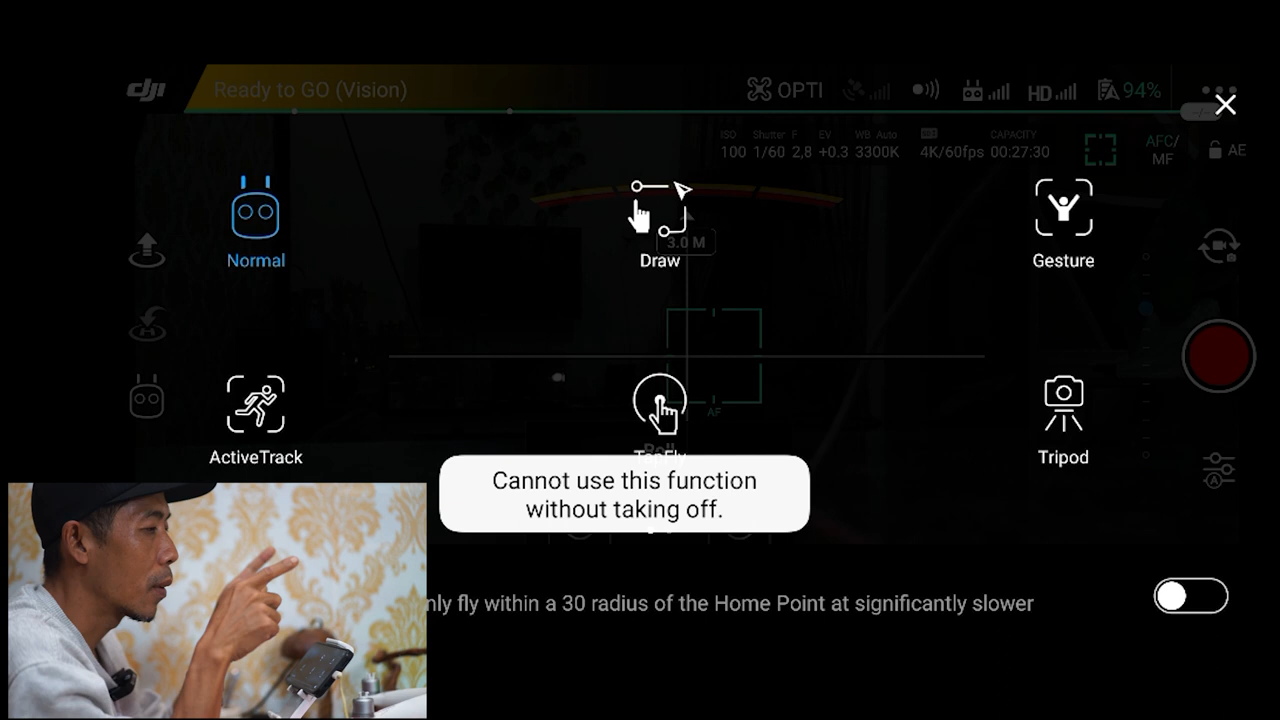 dji
Ready to GO (Vision)
OPTI
HD
94%
ISO Shutter F EV WB Auto CAPACITY
100 1/60 2,8 +0.3 3300K 4K/60fps 00:27:30
AFC/
MF
AE
3.0 M
Normal
Draw
Gesture
AF
ActiveTrack
Tripod
Cannot use this function
without taking off.
fly within a 30 radius of the Home Point at significantly slower